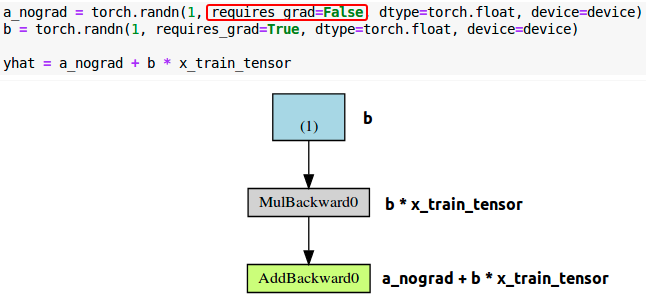 a_nograd = torch.randn(1, requires_grad=False dtype=torch.float, device=device)
b = torch.randn(1, requires_grad=True, dtype=torch.float, device=device)
yhat = a_nograd + b * x_train_tensor
(1) b
MulBackward0 b * x_train_tensor
AddBackward0 a_nograd + b * x_train_tensor